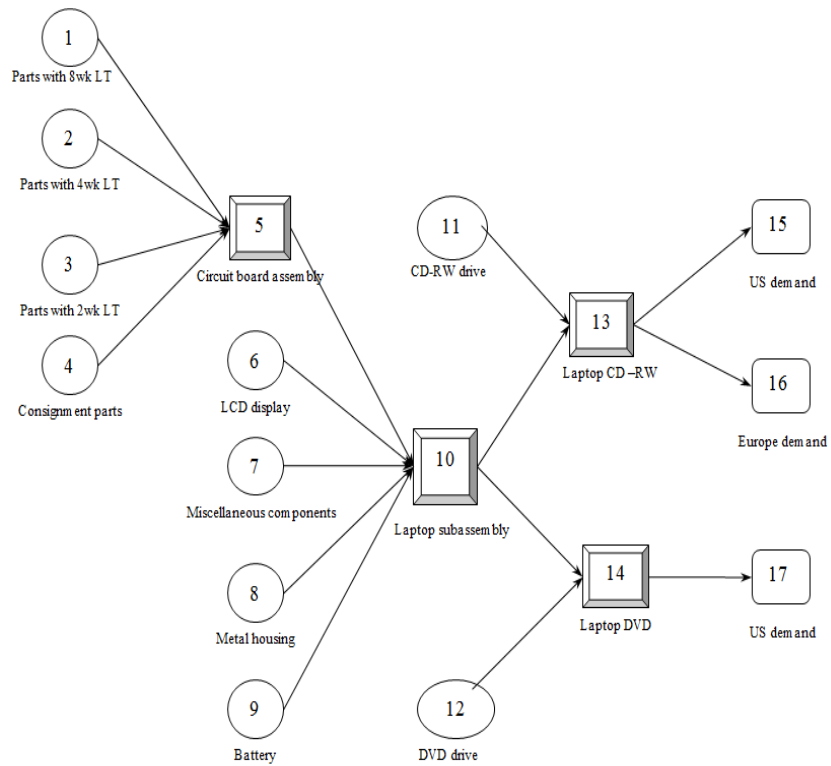 1
Parts with 8wk LT
2
Parts with 4wk LT
3
Parts with 2wk LT
4
Consignment parts
5
Circuit board assembly
6
LCD display
7
Miscellaneous components
8
Metal housing
9
Battery
10
Laptop subassembly
11
CD-RW drive
12
DVD drive
13
Laptop CD –RW
14
Laptop DVD
15
US demand
16
Europe demand
17
US demand